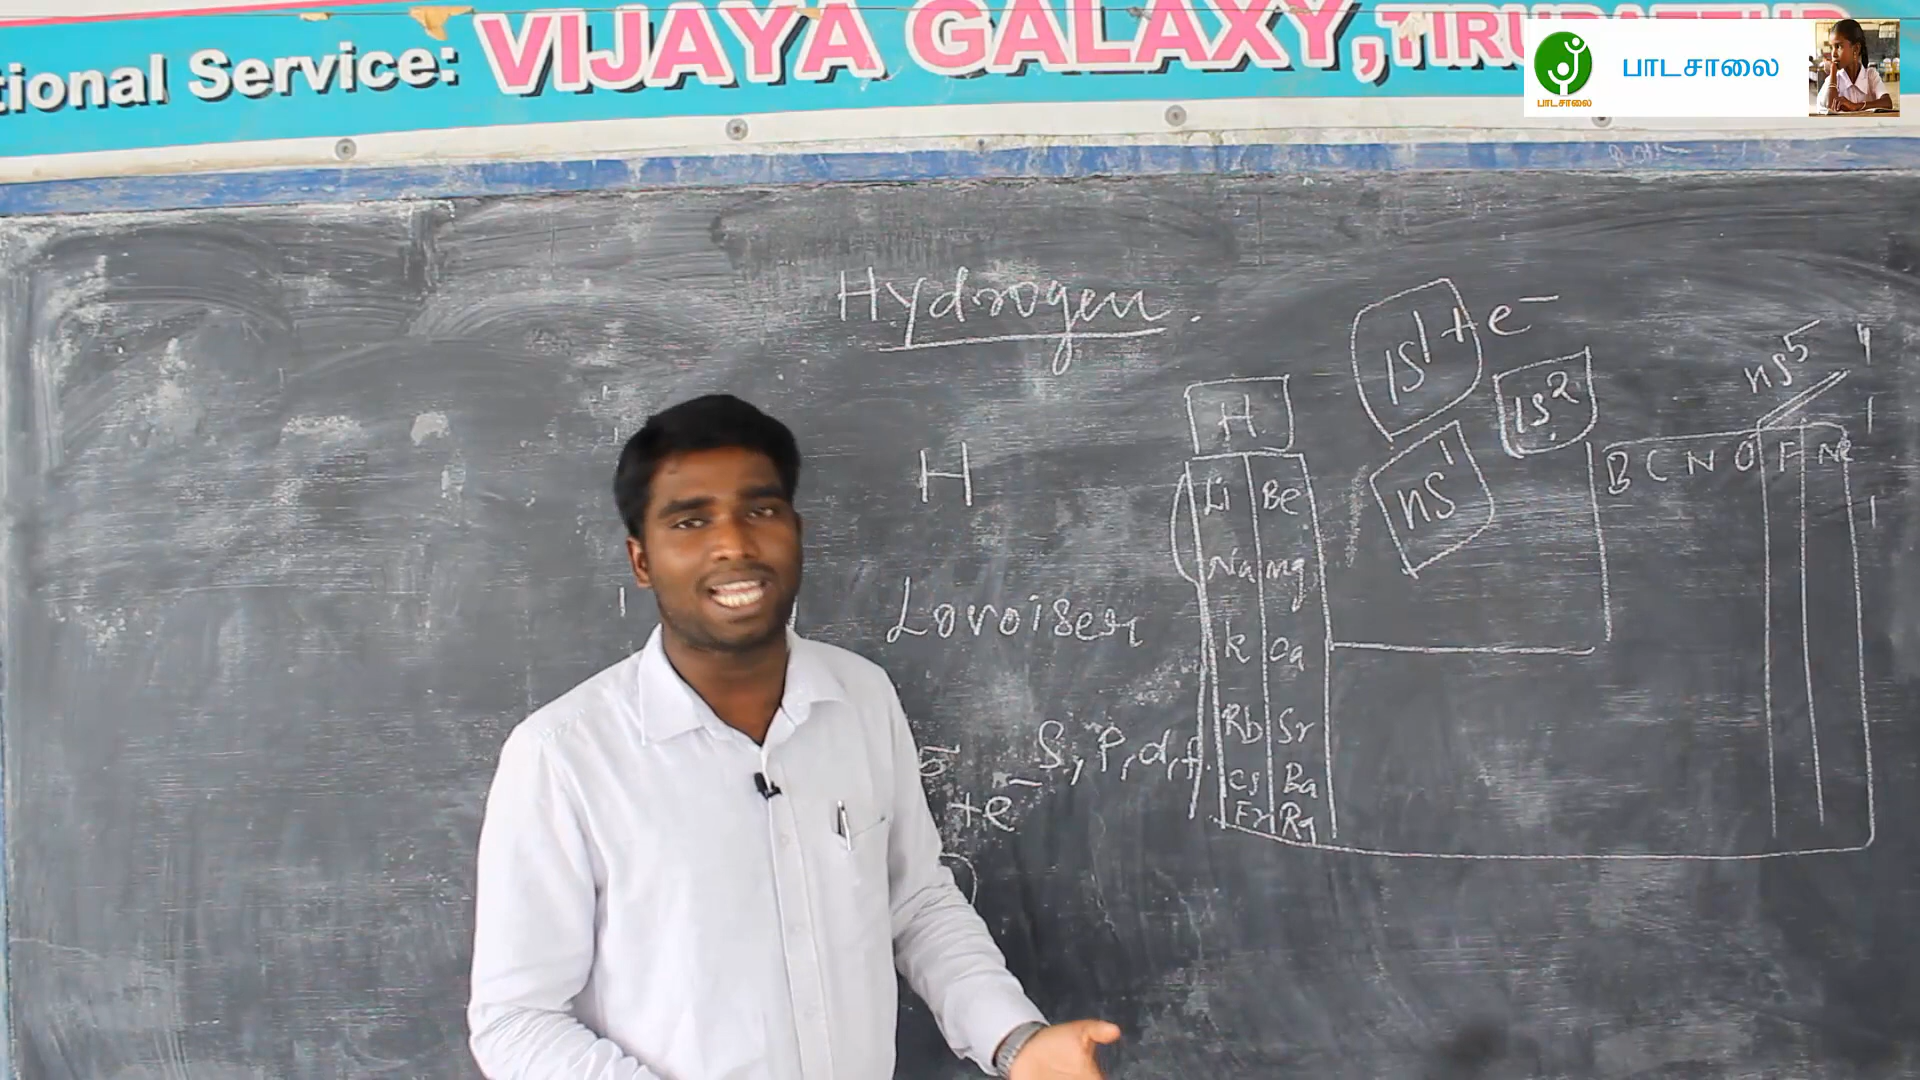 tional Service: VIJAYA GALAXY, TIRUPATTUR
பாடசாலை
பாடசாலை
Hydrogen.
1s¹ + e⁻
1s²
ns⁵
H
H
ns¹
B C N O F Ne
Li Be
Na Mg
Lovoiser
K Ca
S, P, d, f.
Rb Sr
+e⁻
Cs Ba
Fr Ra